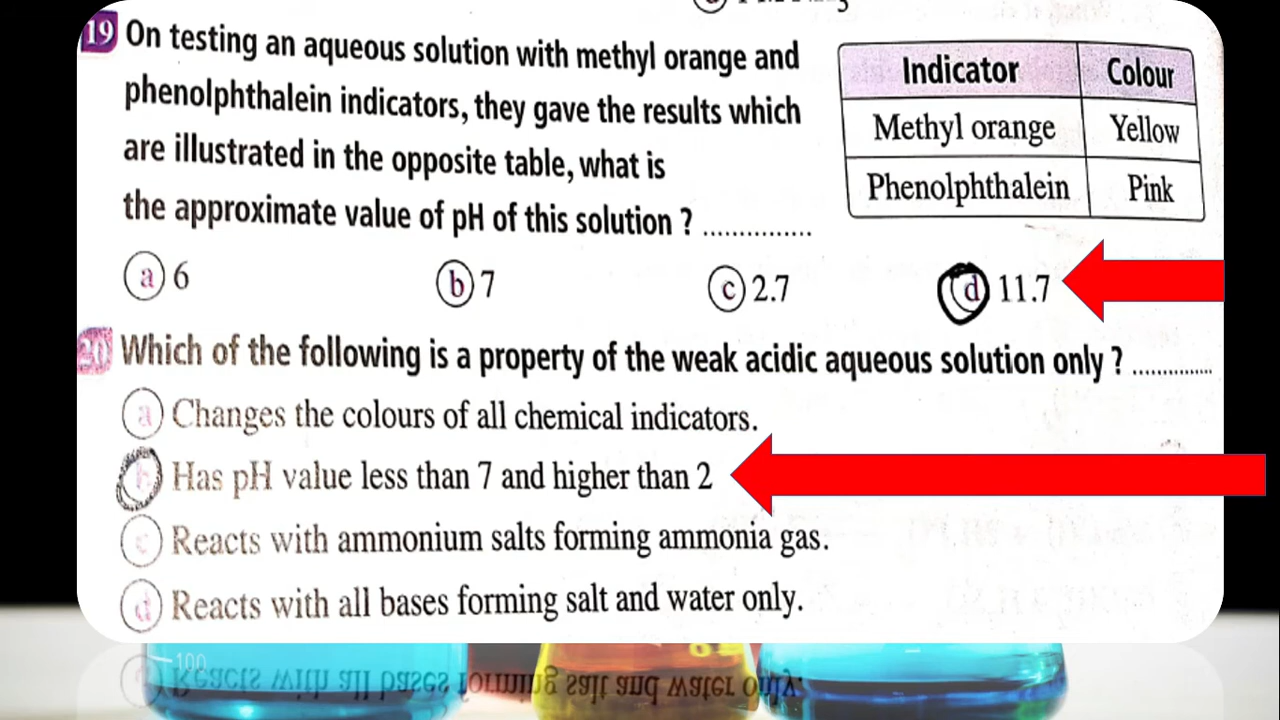 19 On testing an aqueous solution with methyl orange and
phenolphthalein indicators, they gave the results which
are illustrated in the opposite table, what is
the approximate value of pH of this solution ? ...............
Indicator Colour
Methyl orange Yellow
Phenolphthalein Pink
a 6 b 7 c 2.7 d 11.7
20 Which of the following is a property of the weak acidic aqueous solution only ? ...............
a Changes the colours of all chemical indicators.
b Has pH value less than 7 and higher than 2
c Reacts with ammonium salts forming ammonia gas.
d Reacts with all bases forming salt and water only.
100